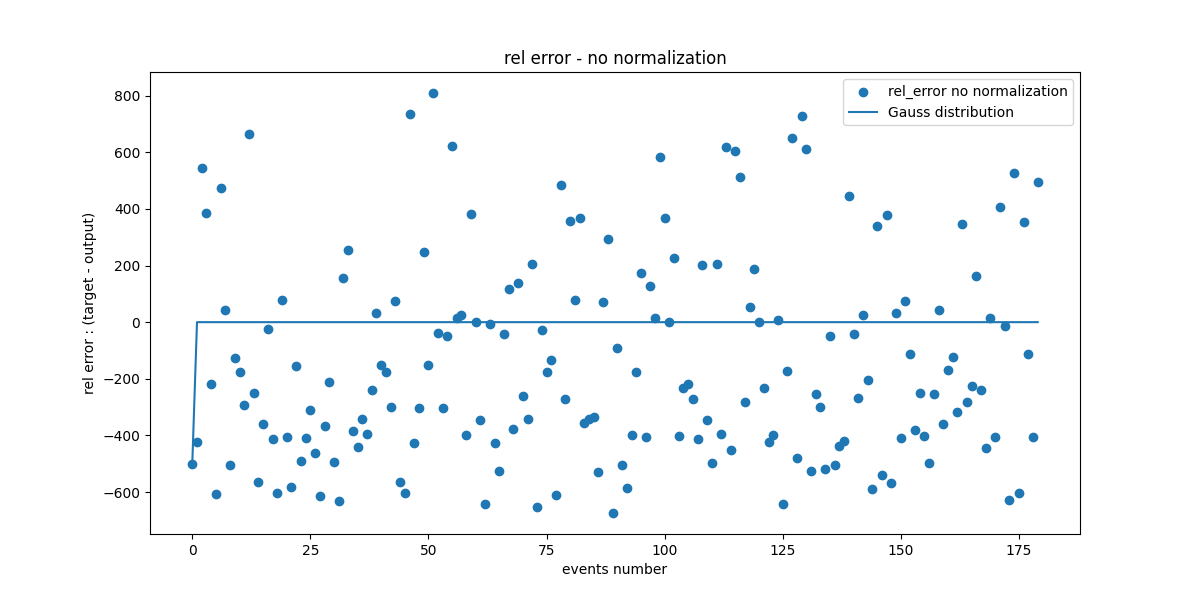 rel error - no normalization
rel_error no normalization
Gauss distribution
rel error : (target - output)
800
600
400
200
0
−200
−400
−600
0 25 50 75 100 125 150 175
events number